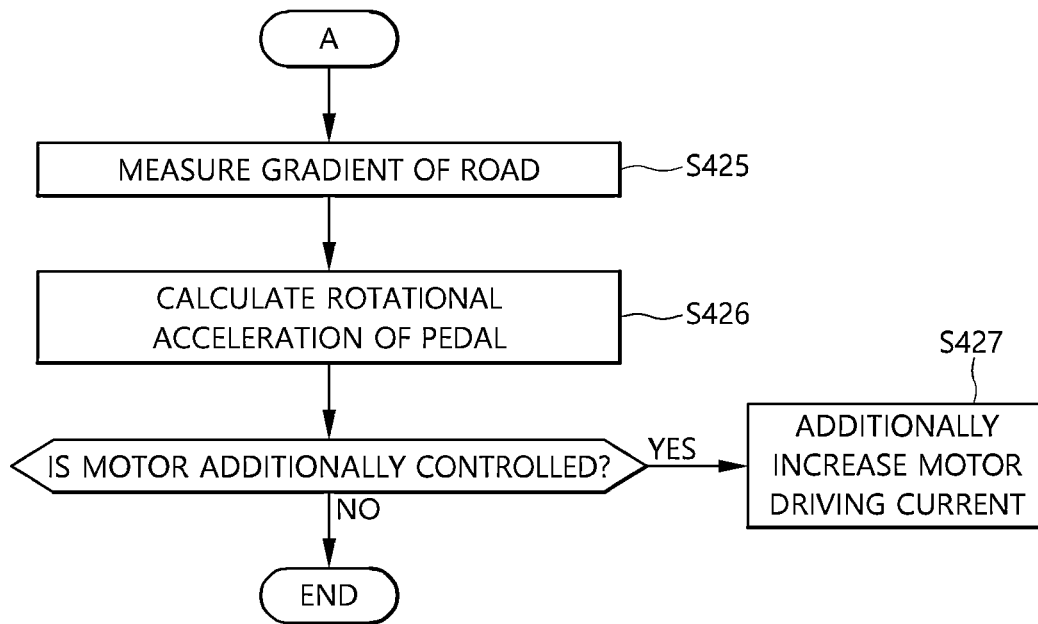 A
MEASURE GRADIENT OF ROAD
S425
CALCULATE ROTATIONAL
ACCELERATION OF PEDAL
S426
IS MOTOR ADDITIONALLY CONTROLLED?
YES
S427
ADDITIONALLY
INCREASE MOTOR
DRIVING CURRENT
NO
END